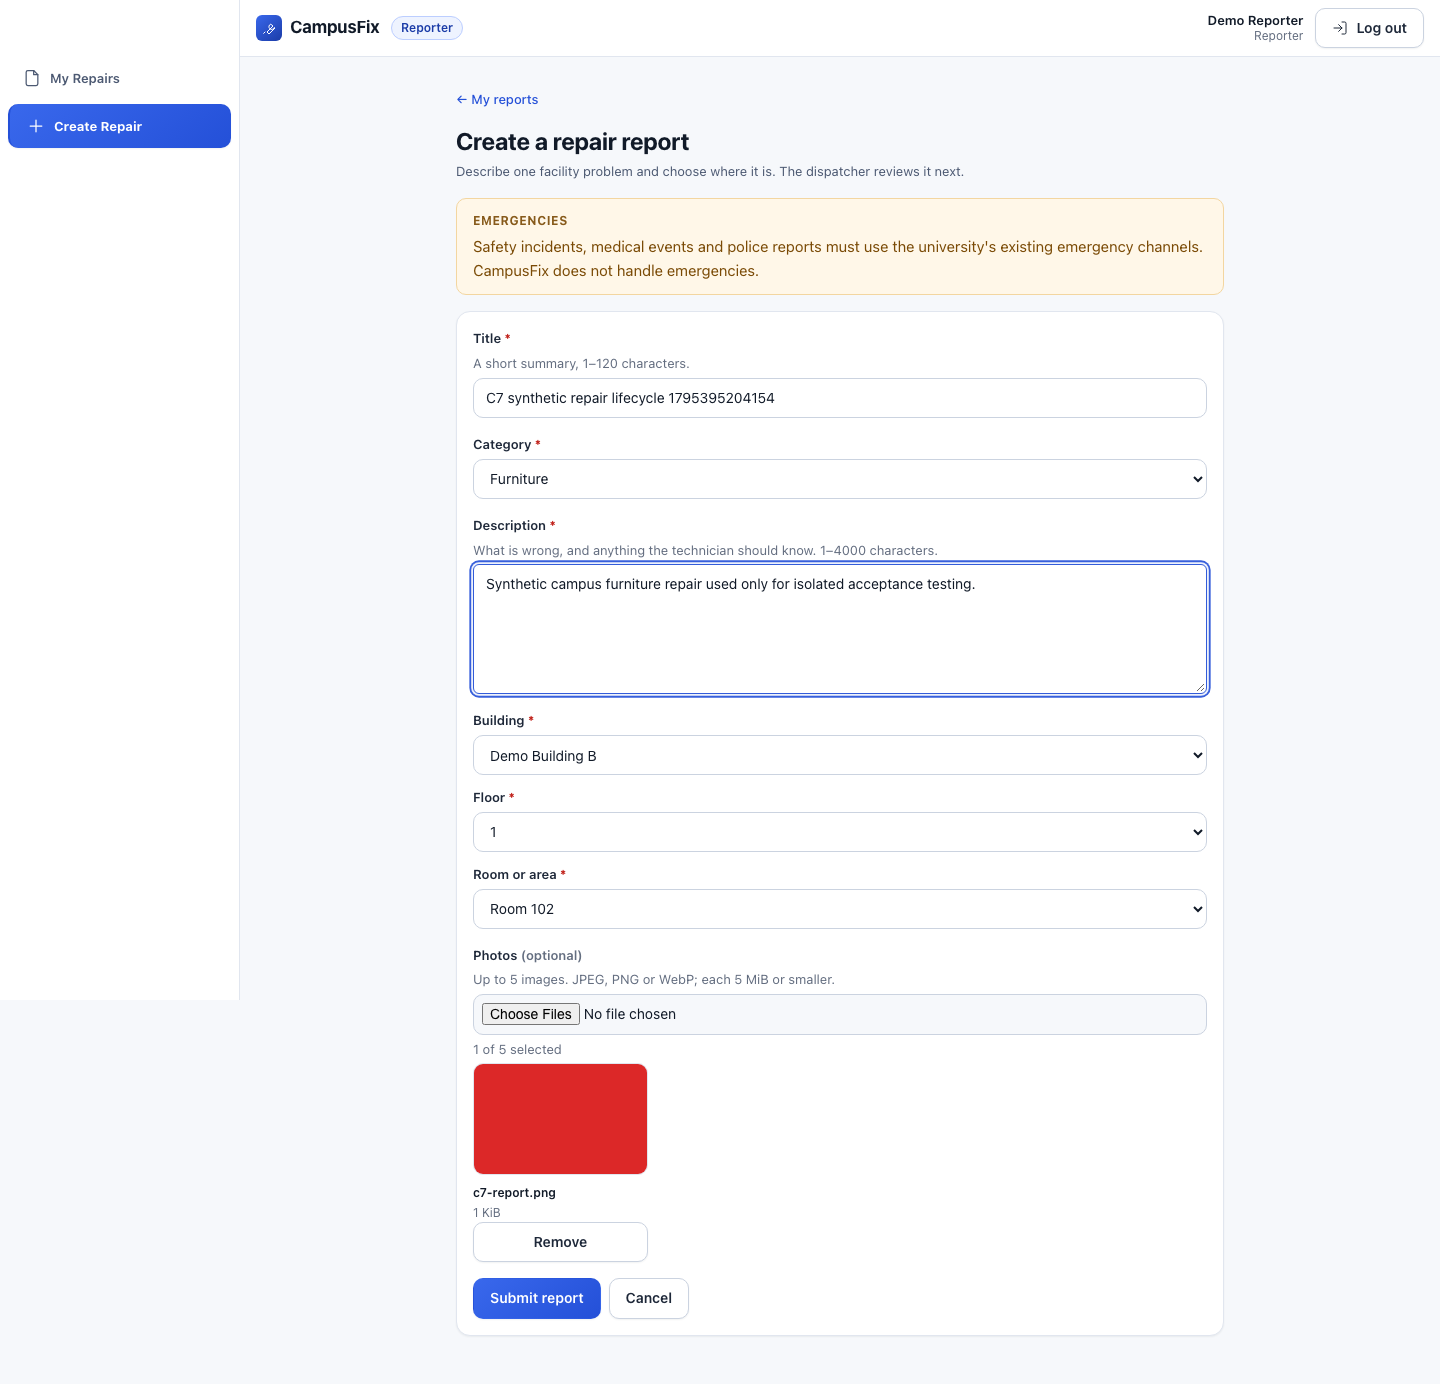 CampusFix
Reporter
Demo Reporter
Reporter
Log out
My Repairs
Create Repair
← My reports
Create a repair report
Describe one facility problem and choose where it is. The dispatcher reviews it next.
EMERGENCIES
Safety incidents, medical events and police reports must use the university's existing emergency channels.
CampusFix does not handle emergencies.
Title *
A short summary, 1–120 characters.
C7 synthetic repair lifecycle 1795395204154
Category *
Furniture
Description *
What is wrong, and anything the technician should know. 1–4000 characters.
Synthetic campus furniture repair used only for isolated acceptance testing.
Building *
Demo Building B
Floor *
1
Room or area *
Room 102
Photos (optional)
Up to 5 images. JPEG, PNG or WebP; each 5 MiB or smaller.
Choose Files No file chosen
1 of 5 selected
c7-report.png
1 KiB
Remove
Submit report
Cancel